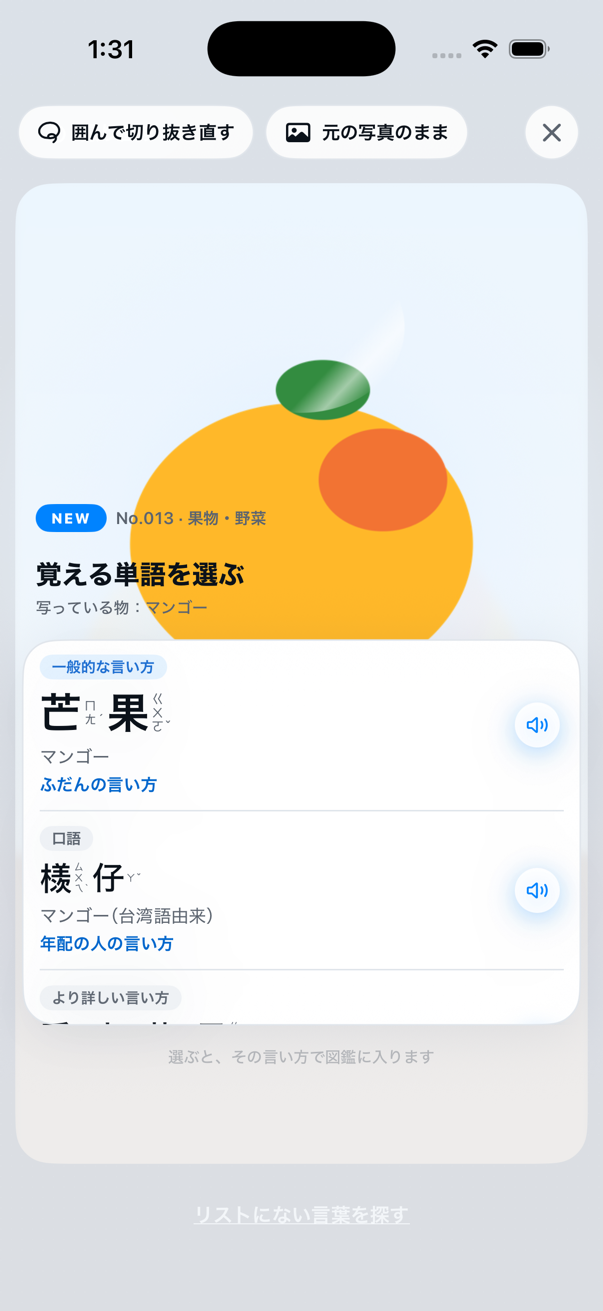 1:31
囲んで切り抜き直す
元の写真のまま
NEW No.013・果物・野菜
覚える単語を選ぶ
写っている物：マンゴー
一般的な言い方
芒ㄇㄤˊ果ㄍㄨㄛˇ
マンゴー
ふだんの言い方
口語
檨ㄙㄨㄟˋ仔ㄚˇ
マンゴー(台湾語由来)
年配の人の言い方
より詳しい言い方
選ぶと、その言い方で図鑑に入ります
リストにない言葉を探す